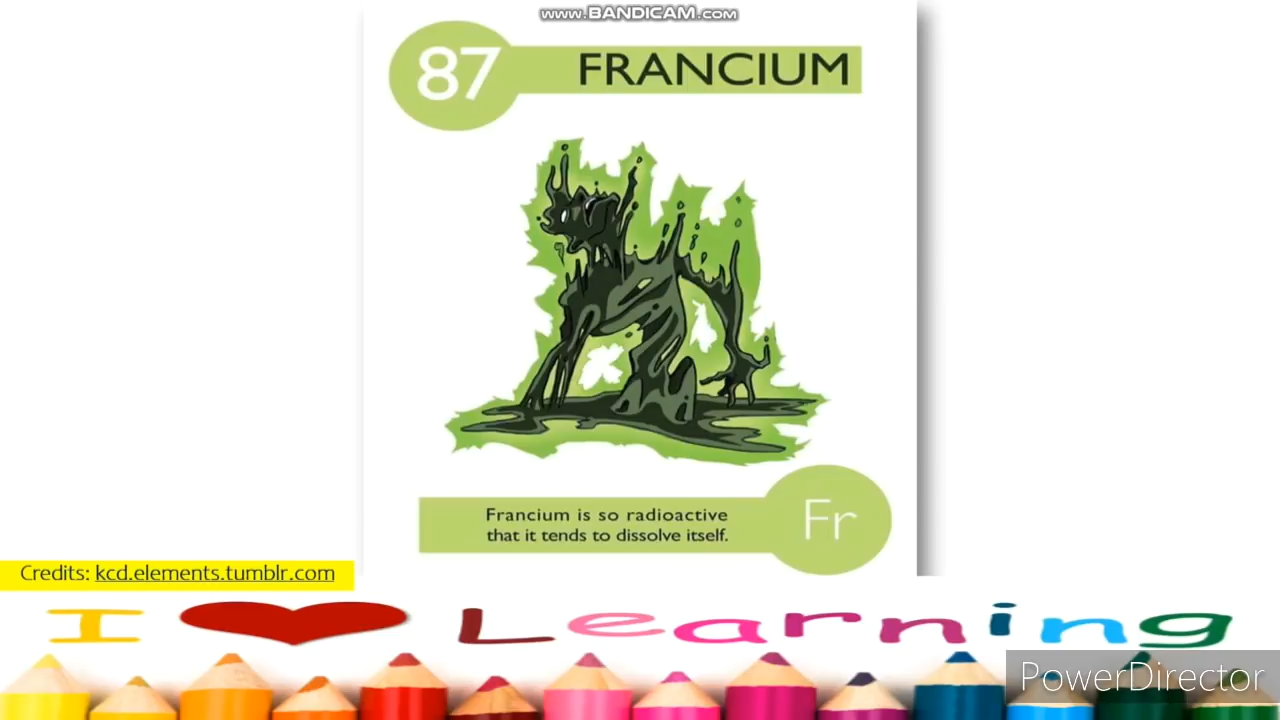 www.BANDICAM.com
87 FRANCIUM
Francium is so radioactive
that it tends to dissolve itself.
Fr
Credits: kcd.elements.tumblr.com
I Learning
PowerDirector